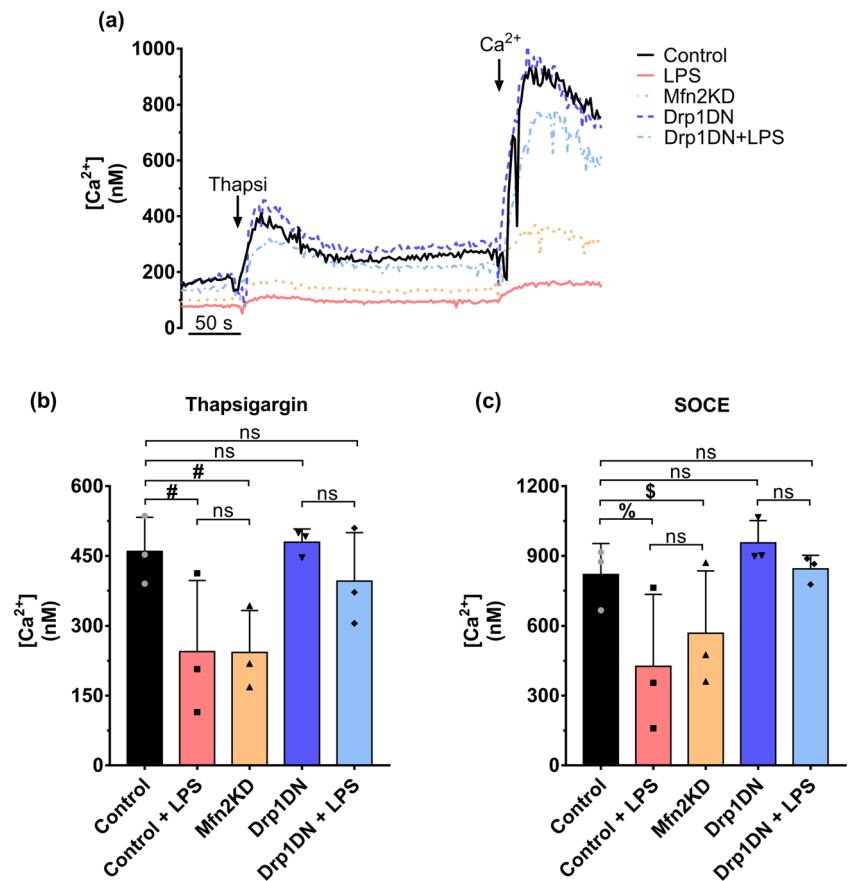 (a)
1000
800
600
400
200
0
[Ca2+]
(nM)
Thapsi
Ca2+
50 s
Control
LPS
Mfn2KD
Drp1DN
Drp1DN+LPS
(b)
Thapsigargin
ns
ns
#
#
ns
ns
600
450
300
150
0
[Ca2+]
(nM)
Control
Control + LPS
Mfn2KD
Drp1DN
Drp1DN + LPS
(c)
SOCE
ns
ns
$
%
ns
ns
1200
900
600
300
0
[Ca2+]
(nM)
Control
Control + LPS
Mfn2KD
Drp1DN
Drp1DN + LPS